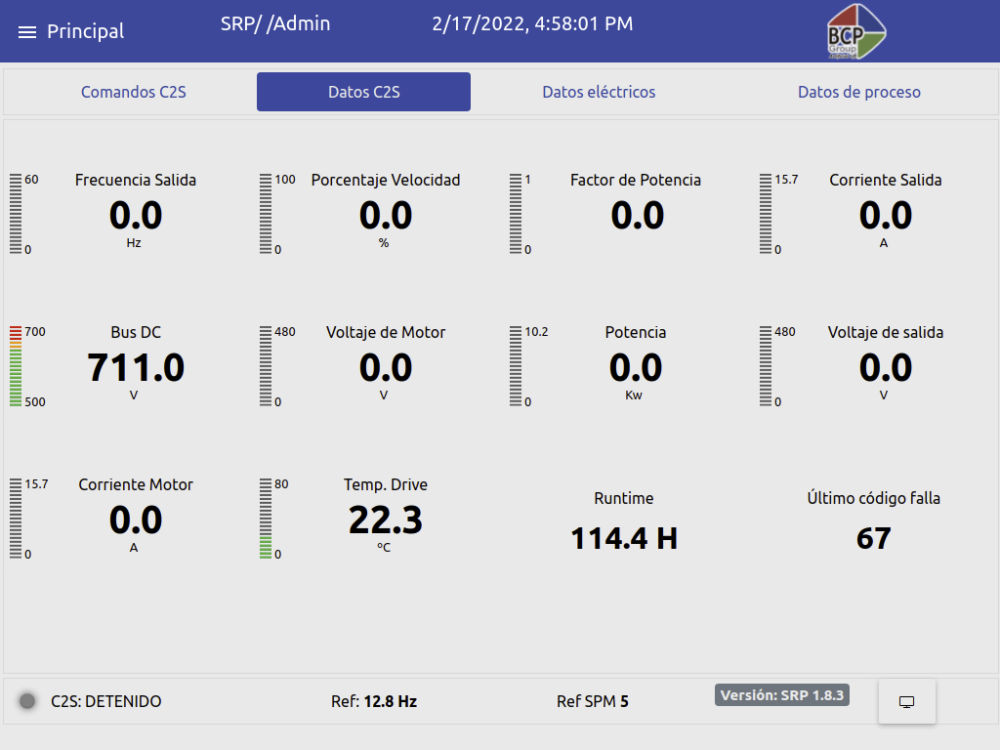 Principal
SRP/ /Admin
2/17/2022, 4:58:01 PM
BCP
Group
Comandos C2S
Datos C2S
Datos eléctricos
Datos de proceso
60
Frecuencia Salida
0.0
Hz
0
100
Porcentaje Velocidad
0.0
%
0
1
Factor de Potencia
0.0
0
15.7
Corriente Salida
0.0
A
0
700
Bus DC
711.0
V
500
480
Voltaje de Motor
0.0
V
0
10.2
Potencia
0.0
Kw
0
480
Voltaje de salida
0.0
V
0
15.7
Corriente Motor
0.0
A
0
80
Temp. Drive
22.3
ºC
0
Runtime
114.4 H
Último código falla
67
C2S: DETENIDO
Ref: 12.8 Hz
Ref SPM 5
Versión: SRP 1.8.3